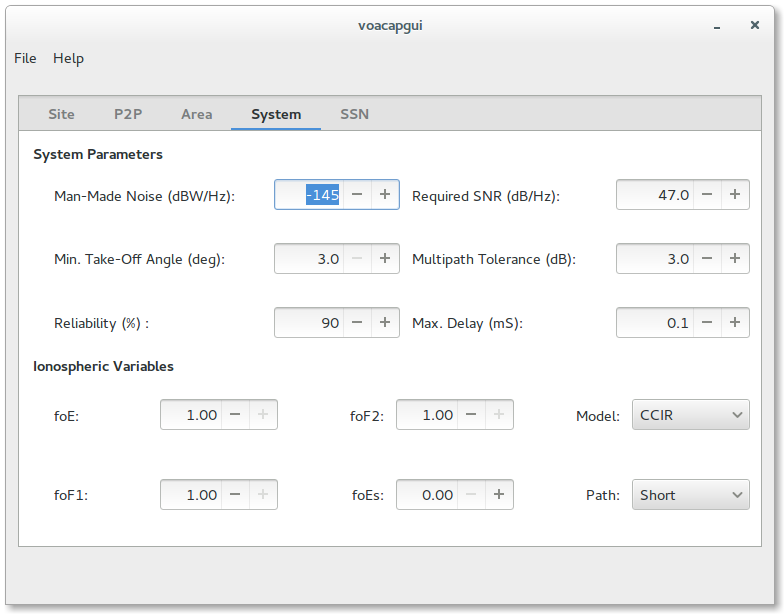 voacapgui
File Help
Site P2P Area System SSN
System Parameters
Man-Made Noise (dBW/Hz): -145 Required SNR (dB/Hz): 47.0
Min. Take-Off Angle (deg): 3.0 Multipath Tolerance (dB): 3.0
Reliability (%) : 90 Max. Delay (mS): 0.1
Ionospheric Variables
foE: 1.00 foF2: 1.00 Model: CCIR
foF1: 1.00 foEs: 0.00 Path: Short